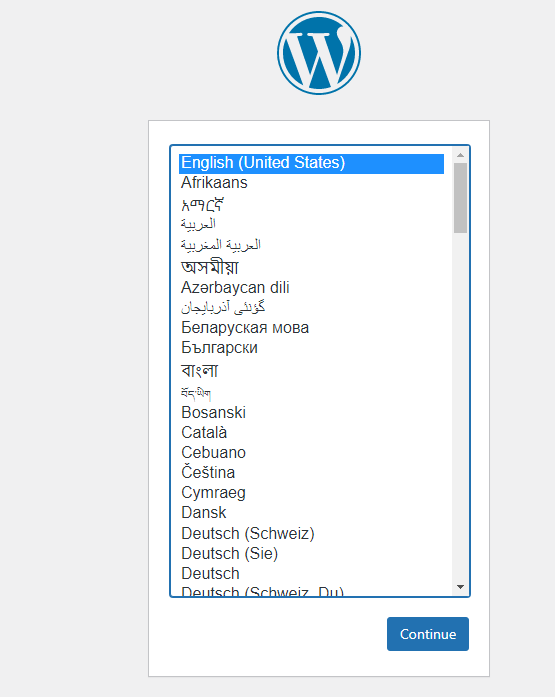 English (United States)
Afrikaans
አማርኛ
العربية
العربية المغربية
অসমীয়া
Azərbaycan dili
گؤنئی آذربایجان
Беларуская мова
Български
বাংলা
བོད་ཡིག
Bosanski
Català
Cebuano
Čeština
Cymraeg
Dansk
Deutsch (Schweiz)
Deutsch (Sie)
Deutsch
Deutsch (Schweiz, Du)
Continue